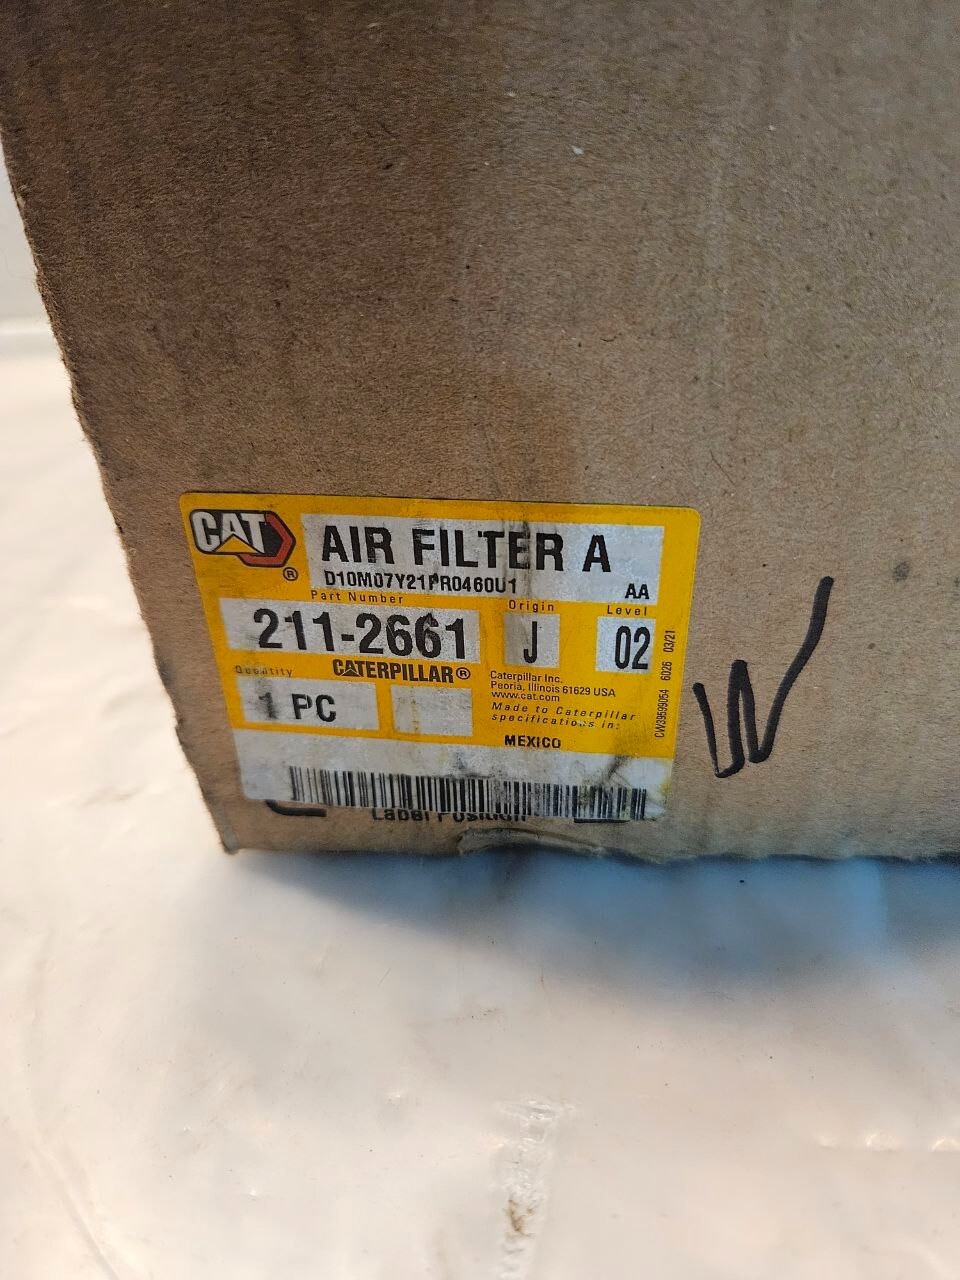 CAT®
AIR FILTER A
D10M07Y21PR0460U1 AA
Part Number Origin Level
211-2661 J 02
Quantity CATERPILLAR®
1 PC
Caterpillar Inc.
Peoria, Illinois 61629 USA
www.cat.com
Made to Caterpillar
specifications in:
MEXICO
CW39599054 6026 03/21
Label Position
W